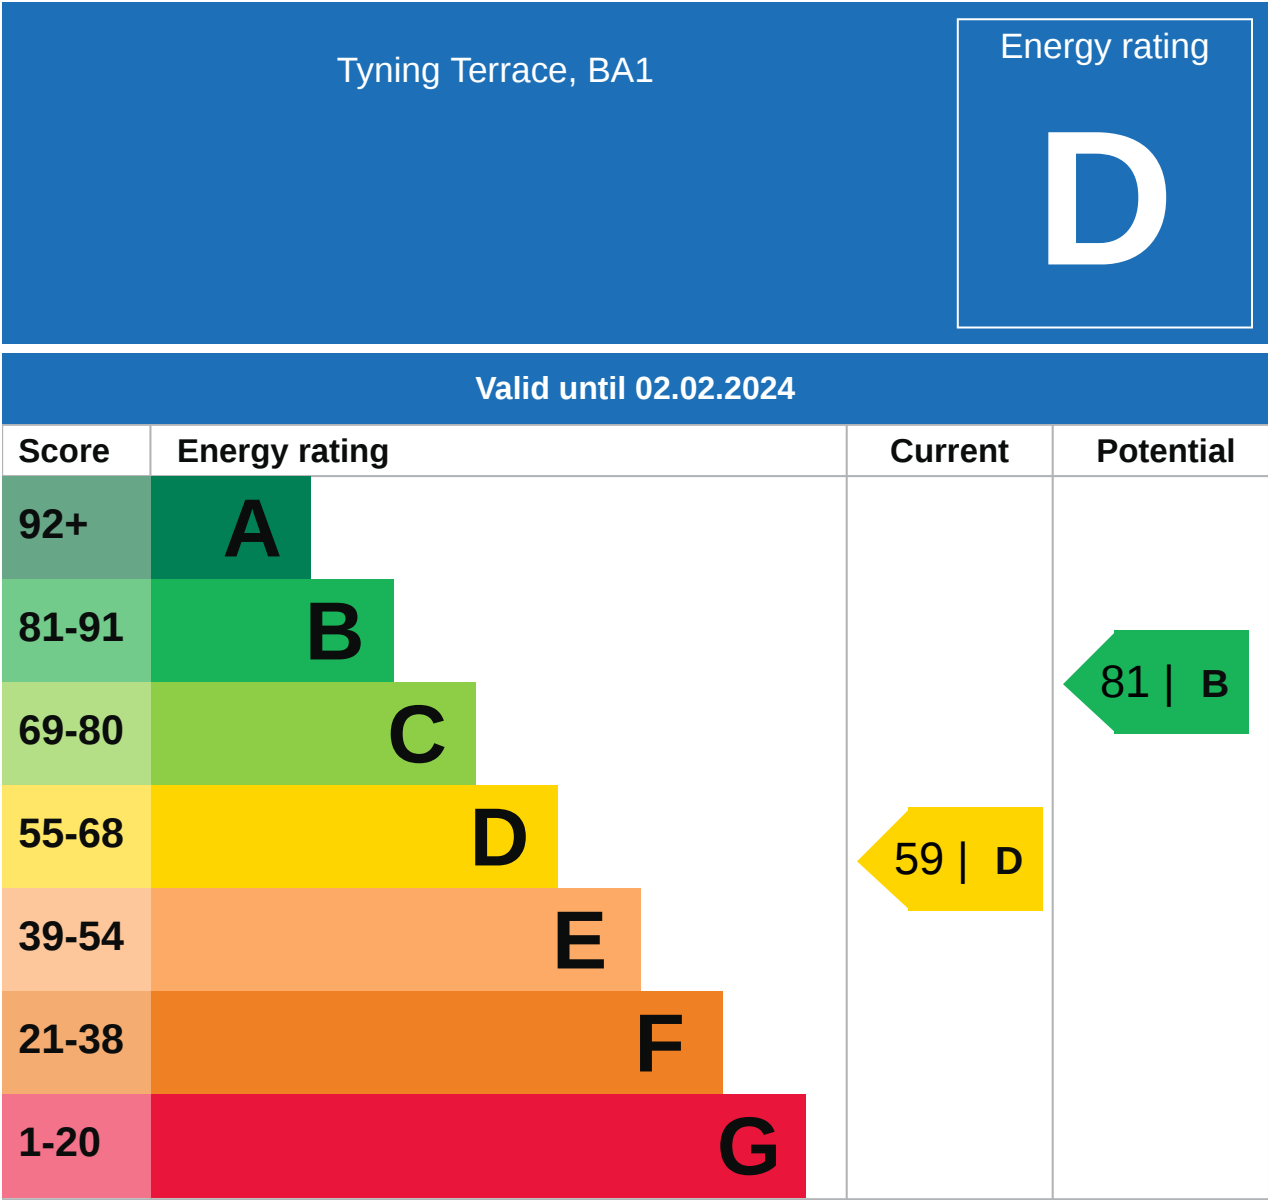 Tyning Terrace, BA1
Energy rating
D
Valid until 02.02.2024
Score Energy rating Current Potential
92+ A
81-91 B
81 | B
69-80 C
55-68 D
59 | D
39-54 E
21-38 F
1-20 G